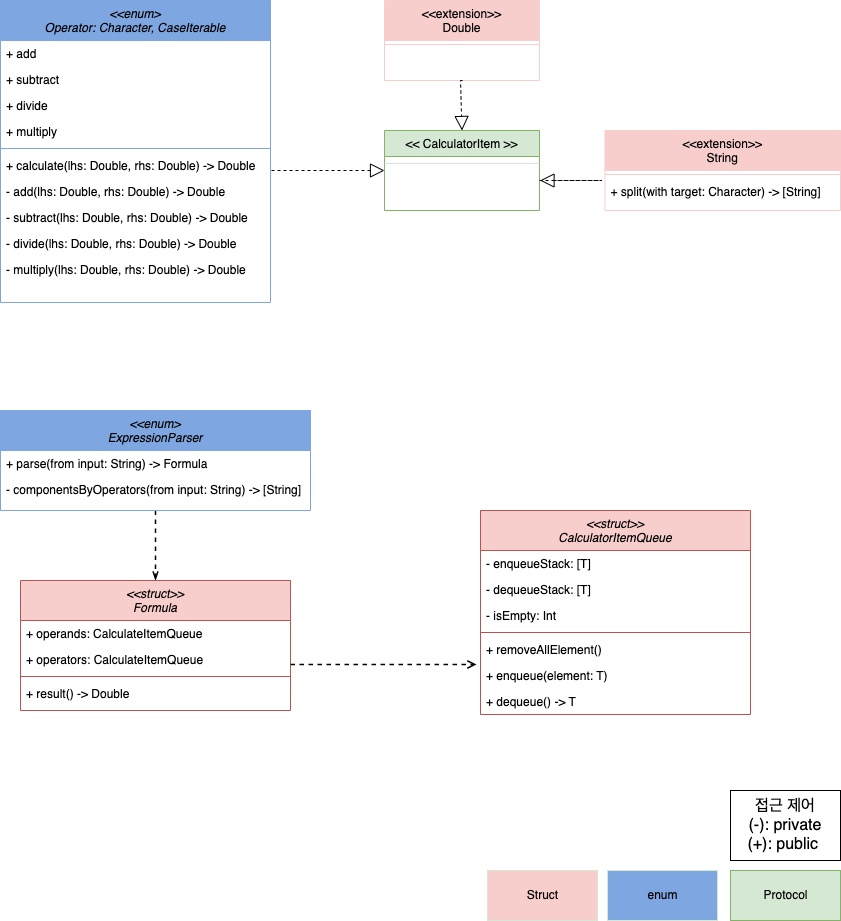 <<enum>>
Operator: Character, CaseIterable
+ add
+ subtract
+ divide
+ multiply
+ calculate(lhs: Double, rhs: Double) -> Double
- add(lhs: Double, rhs: Double) -> Double
- subtract(lhs: Double, rhs: Double) -> Double
- divide(lhs: Double, rhs: Double) -> Double
- multiply(lhs: Double, rhs: Double) -> Double
<<extension>>
Double
<< CalculatorItem >>
<<extension>>
String
+ split(with target: Character) -> [String]
<<enum>>
ExpressionParser
+ parse(from input: String) -> Formula
- componentsByOperators(from input: String) -> [String]
<<struct>>
Formula
+ operands: CalculateItemQueue
+ operators: CalculateItemQueue
+ result() -> Double
<<struct>>
CalculatorItemQueue
- enqueueStack: [T]
- dequeueStack: [T]
- isEmpty: Int
+ removeAllElement()
+ enqueue(element: T)
+ dequeue() -> T
접근 제어
(-): private
(+): public
Struct
enum
Protocol